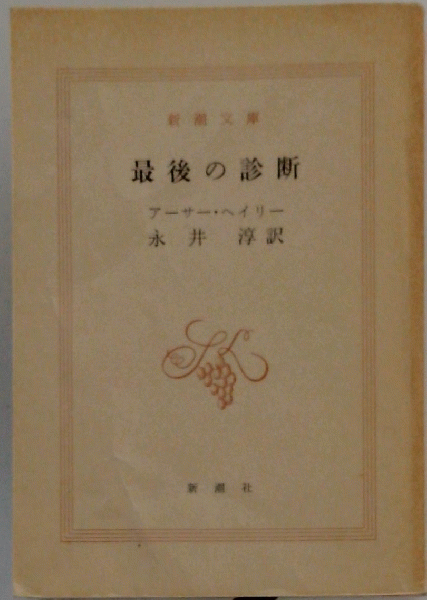 新潮文庫
最後の診断
アーサー・ヘイリー
永井 淳訳
新潮社